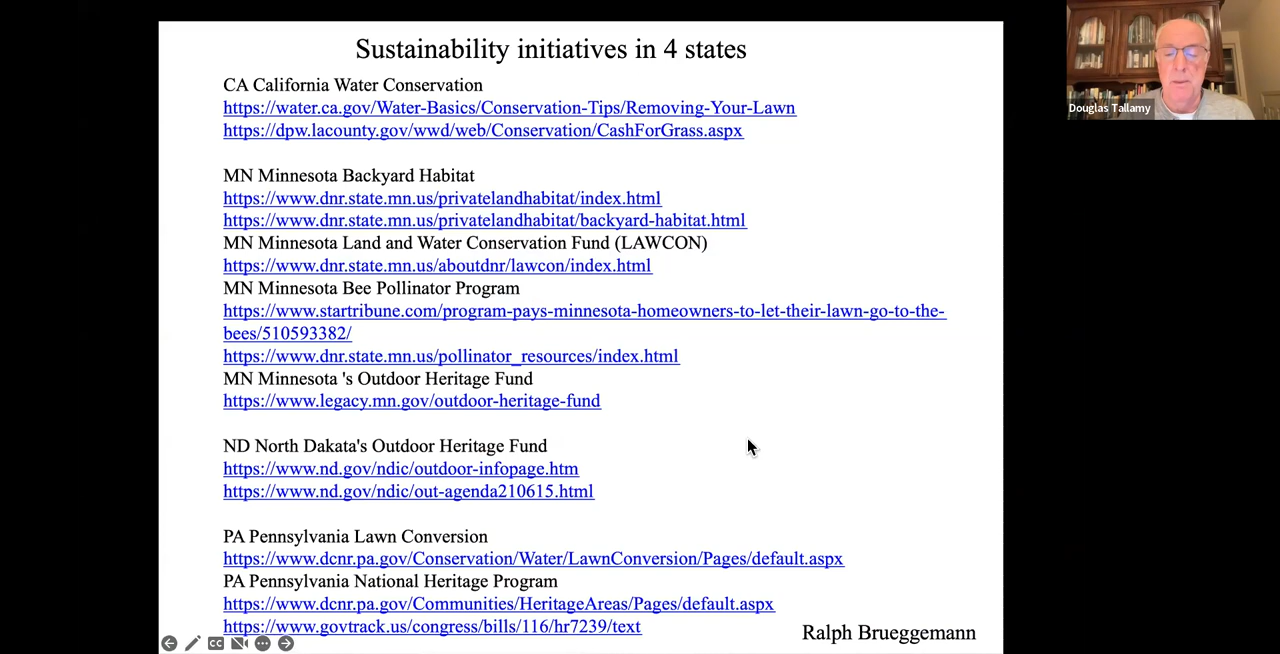 Sustainability initiatives in 4 states
CA California Water Conservation
https://water.ca.gov/Water-Basics/Conservation-Tips/Removing-Your-Lawn
https://dpw.lacounty.gov/wwd/web/Conservation/CashForGrass.aspx
MN Minnesota Backyard Habitat
https://www.dnr.state.mn.us/privatelandhabitat/index.html
https://www.dnr.state.mn.us/privatelandhabitat/backyard-habitat.html
MN Minnesota Land and Water Conservation Fund (LAWCON)
https://www.dnr.state.mn.us/aboutdnr/lawcon/index.html
MN Minnesota Bee Pollinator Program
https://www.startribune.com/program-pays-minnesota-homeowners-to-let-their-lawn-go-to-the-
bees/510593382/
https://www.dnr.state.mn.us/pollinator_resources/index.html
MN Minnesota 's Outdoor Heritage Fund
https://www.legacy.mn.gov/outdoor-heritage-fund
ND North Dakata's Outdoor Heritage Fund
https://www.nd.gov/ndic/outdoor-infopage.htm
https://www.nd.gov/ndic/out-agenda210615.html
PA Pennsylvania Lawn Conversion
https://www.dcnr.pa.gov/Conservation/Water/LawnConversion/Pages/default.aspx
PA Pennsylvania National Heritage Program
https://www.dcnr.pa.gov/Communities/HeritageAreas/Pages/default.aspx
https://www.govtrack.us/congress/bills/116/hr7239/text
Ralph Brueggemann
CC
Douglas Tallamy